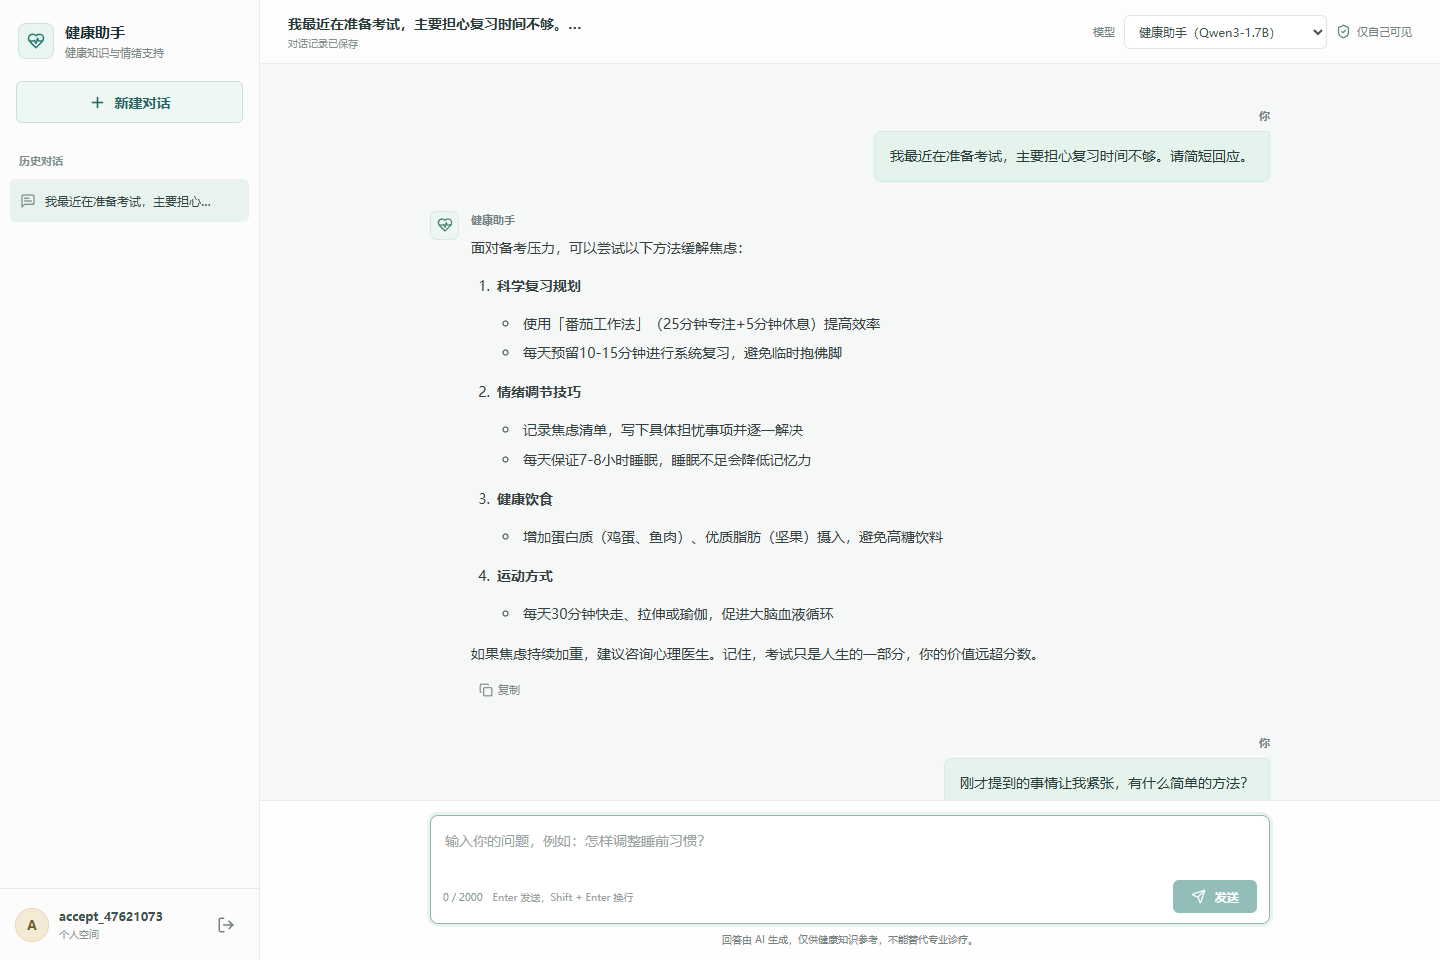 健康助手
健康知识与情绪支持
新建对话
历史对话
我最近在准备考试，主要担心...
accept_47621073
个人空间
A
我最近在准备考试，主要担心复习时间不够。...
对话记录已保存
模型
健康助手（Qwen3-1.7B）
仅自己可见
你
我最近在准备考试，主要担心复习时间不够。请简短回应。
健康助手
面对备考压力，可以尝试以下方法缓解焦虑：
1. 科学复习规划
使用「番茄工作法」（25分钟专注+5分钟休息）提高效率
每天预留10-15分钟进行系统复习，避免临时抱佛脚
2. 情绪调节技巧
记录焦虑清单，写下具体担忧事项并逐一解决
每天保证7-8小时睡眠，睡眠不足会降低记忆力
3. 健康饮食
增加蛋白质（鸡蛋、鱼肉）、优质脂肪（坚果）摄入，避免高糖饮料
4. 运动方式
每天30分钟快走、拉伸或瑜伽，促进大脑血液循环
如果焦虑持续加重，建议咨询心理医生。记住，考试只是人生的一部分，你的价值远超分数。
复制
你
刚才提到的事情让我紧张，有什么简单的方法？
输入你的问题，例如：怎样调整睡前习惯？
0 / 2000 Enter 发送，Shift + Enter 换行
发送
回答由 AI 生成，仅供健康知识参考，不能替代专业诊疗。